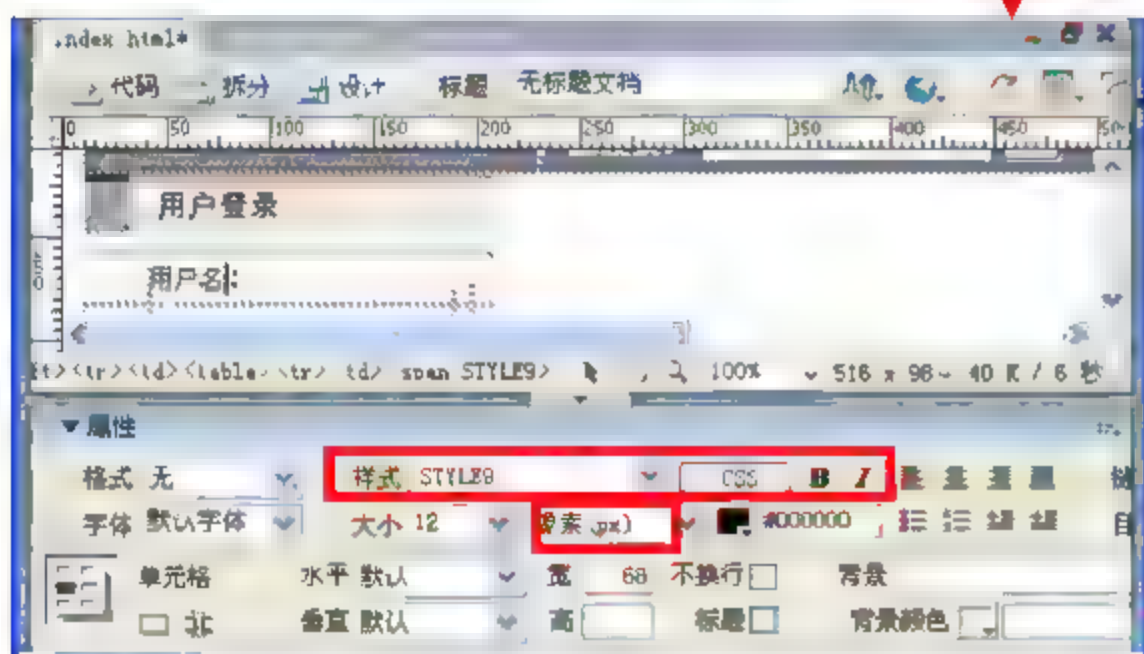 index html*
代码 拆分 设计 标题 无标题文档
0 50 100 150 200 250 300 350 400 450
用户登录
用户名:
<tr><td><table> <tr> <td> span STYLE9> 100% 516 x 98 40 K / 6 秒
属性
格式 无 样式 STYLE9 CSS B I
字体 默认字体 大小 12 像素 px) #000000
单元格 水平 默认 宽 68 不换行 背景
垂直 默认 高 标题 背景颜色